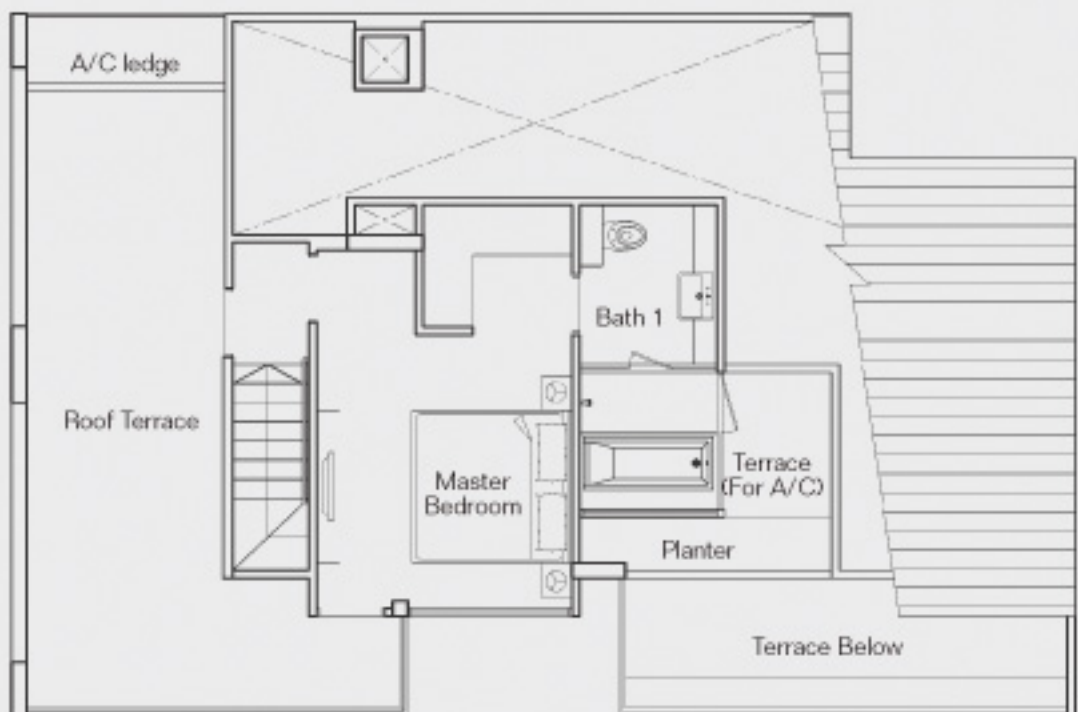 A/C ledge
Bath 1
Roof Terrace
Master
Bedroom
Terrace
(For A/C)
Planter
Terrace Below